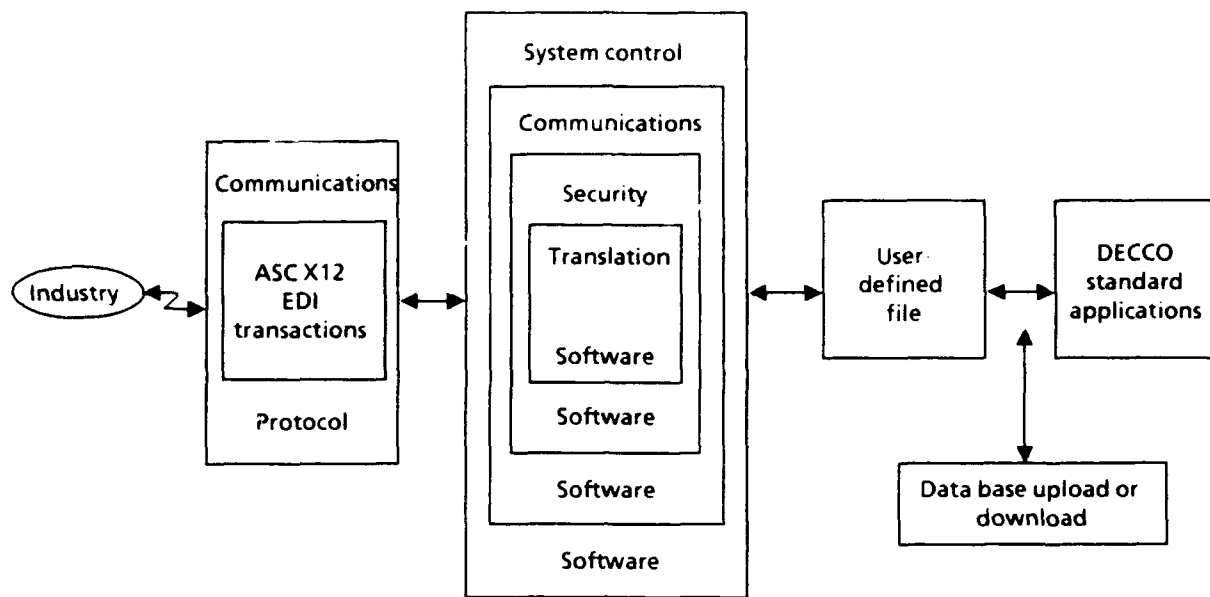 Industry
Communications
ASC X12
EDI
transactions
Protocol
System control
Communications
Security
Translation
Software
Software
Software
Software
User
defined
file
DECCO
standard
applications
Data base upload or
download